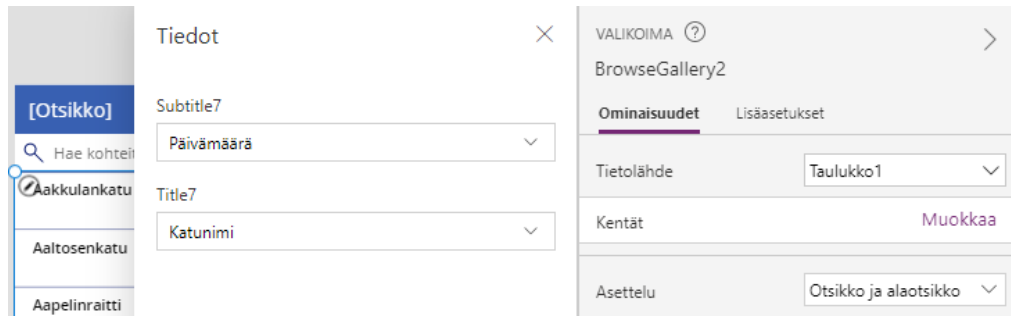 [Otsikko]
Hae kohteit
Aakkulankatu
Aaltosenkatu
Aapelinraitti
Tiedot
Subtitle7
Päivämäärä
Title7
Katunimi
VALIKOIMA ?
BrowseGallery2
Ominaisuudet Lisäasetukset
Tietolähde Taulukko1
Kentät Muokkaa
Asettelu Otsikko ja alaotsikko